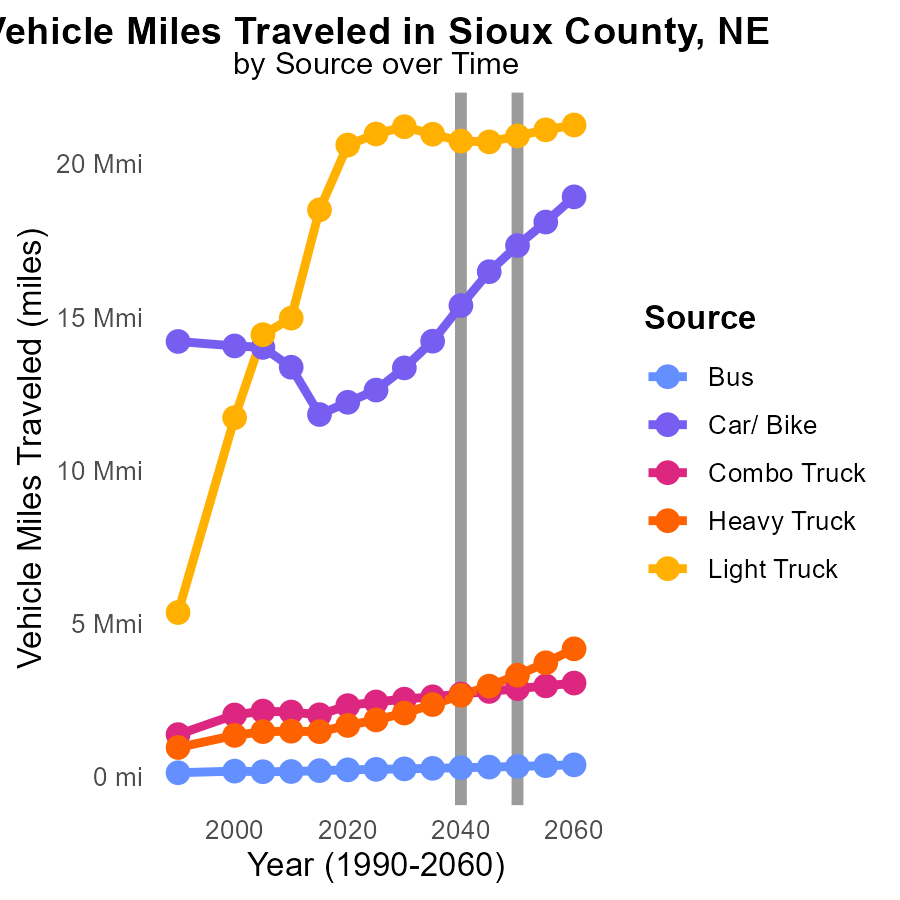 Vehicle Miles Traveled in Sioux County, NE
by Source over Time
Vehicle Miles Traveled (miles)
20 Mmi
15 Mmi
10 Mmi
5 Mmi
0 mi
2000 2020 2040 2060
Year (1990-2060)
Source
Bus
Car/ Bike
Combo Truck
Heavy Truck
Light Truck